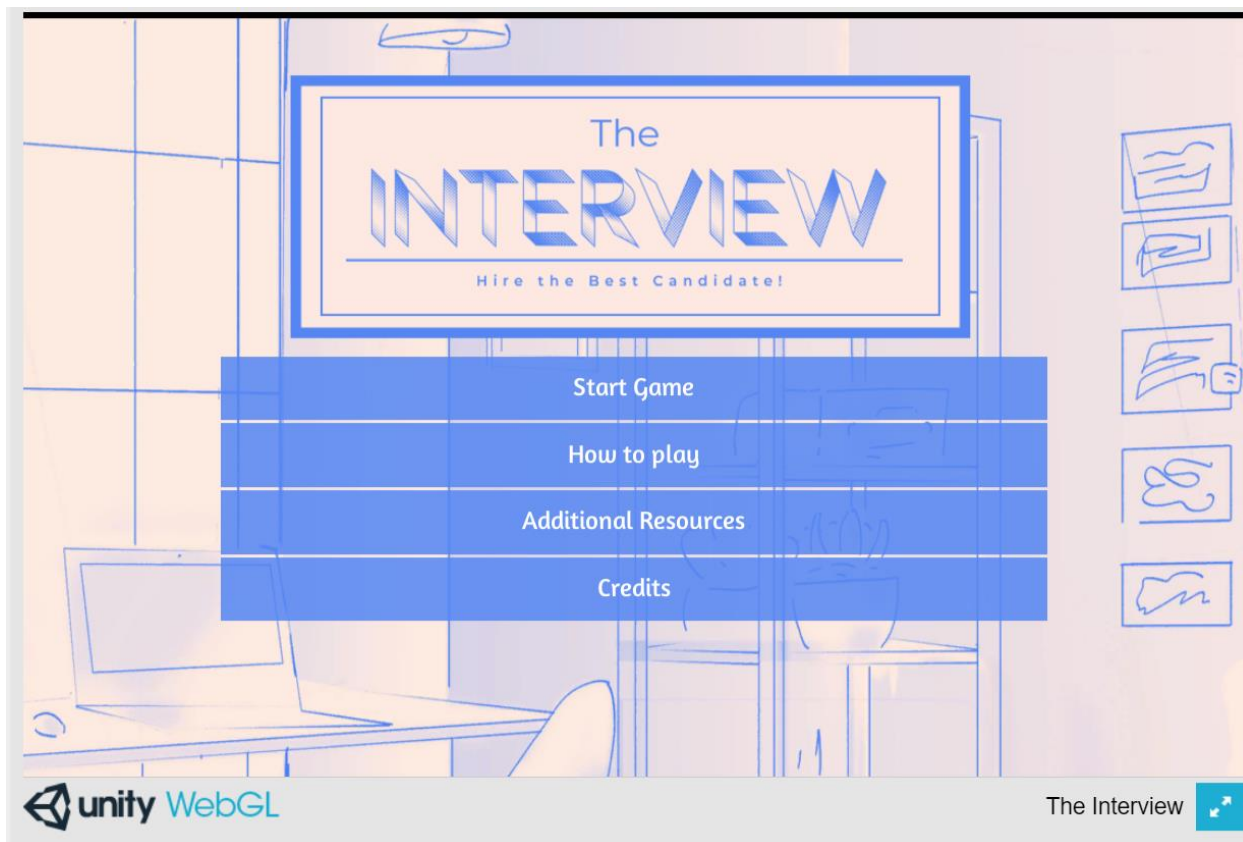 The
INTERVIEW
Hire the Best Candidate!
Start Game
How to play
Additional Resources
Credits
unity WebGL
The Interview